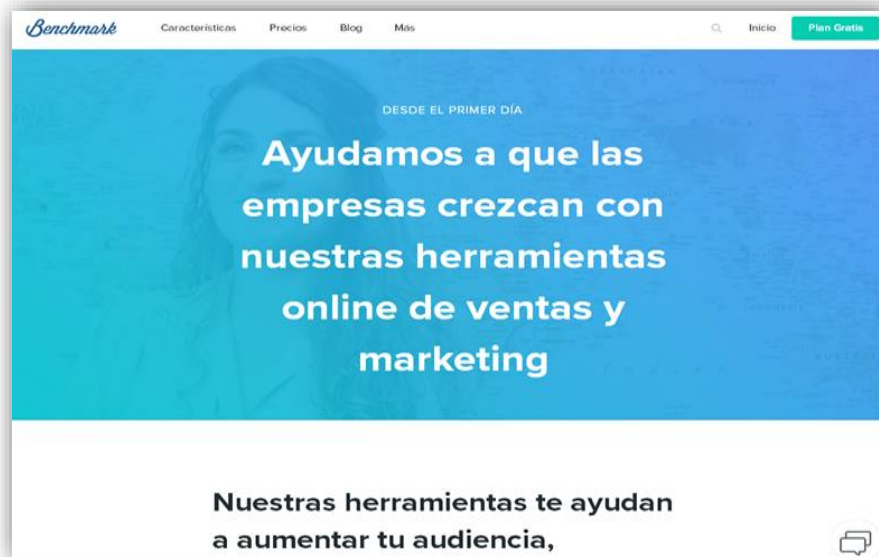 Benchmark Características Precios Blog Más Inicio Plan Gratis
DESDE EL PRIMER DÍA
Ayudamos a que las
empresas crezcan con
nuestras herramientas
online de ventas y
marketing
Nuestras herramientas te ayudan
a aumentar tu audiencia,